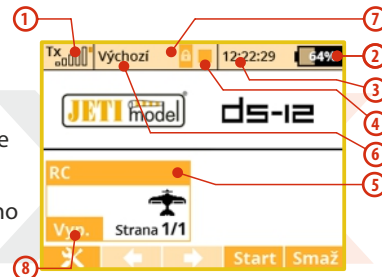 1
7
Tx
Výchozí
12:22:29
64%
2
3
4
JETI model
ds-12
e
6
RC
5
no
Vyp.
Strana 1/1
8
Start
Smaž